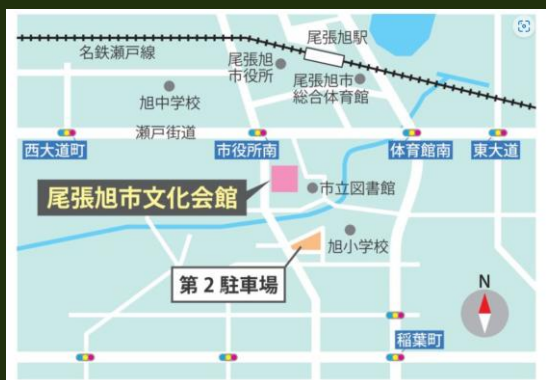 名鉄瀬戸線
尾張旭駅
尾張旭
市役所
尾張旭市
総合体育館
旭中学校
瀬戸街道
西大道町
市役所南
体育館南
東大道
尾張旭市文化会館
市立図書館
旭小学校
第2駐車場
N
稲葉町